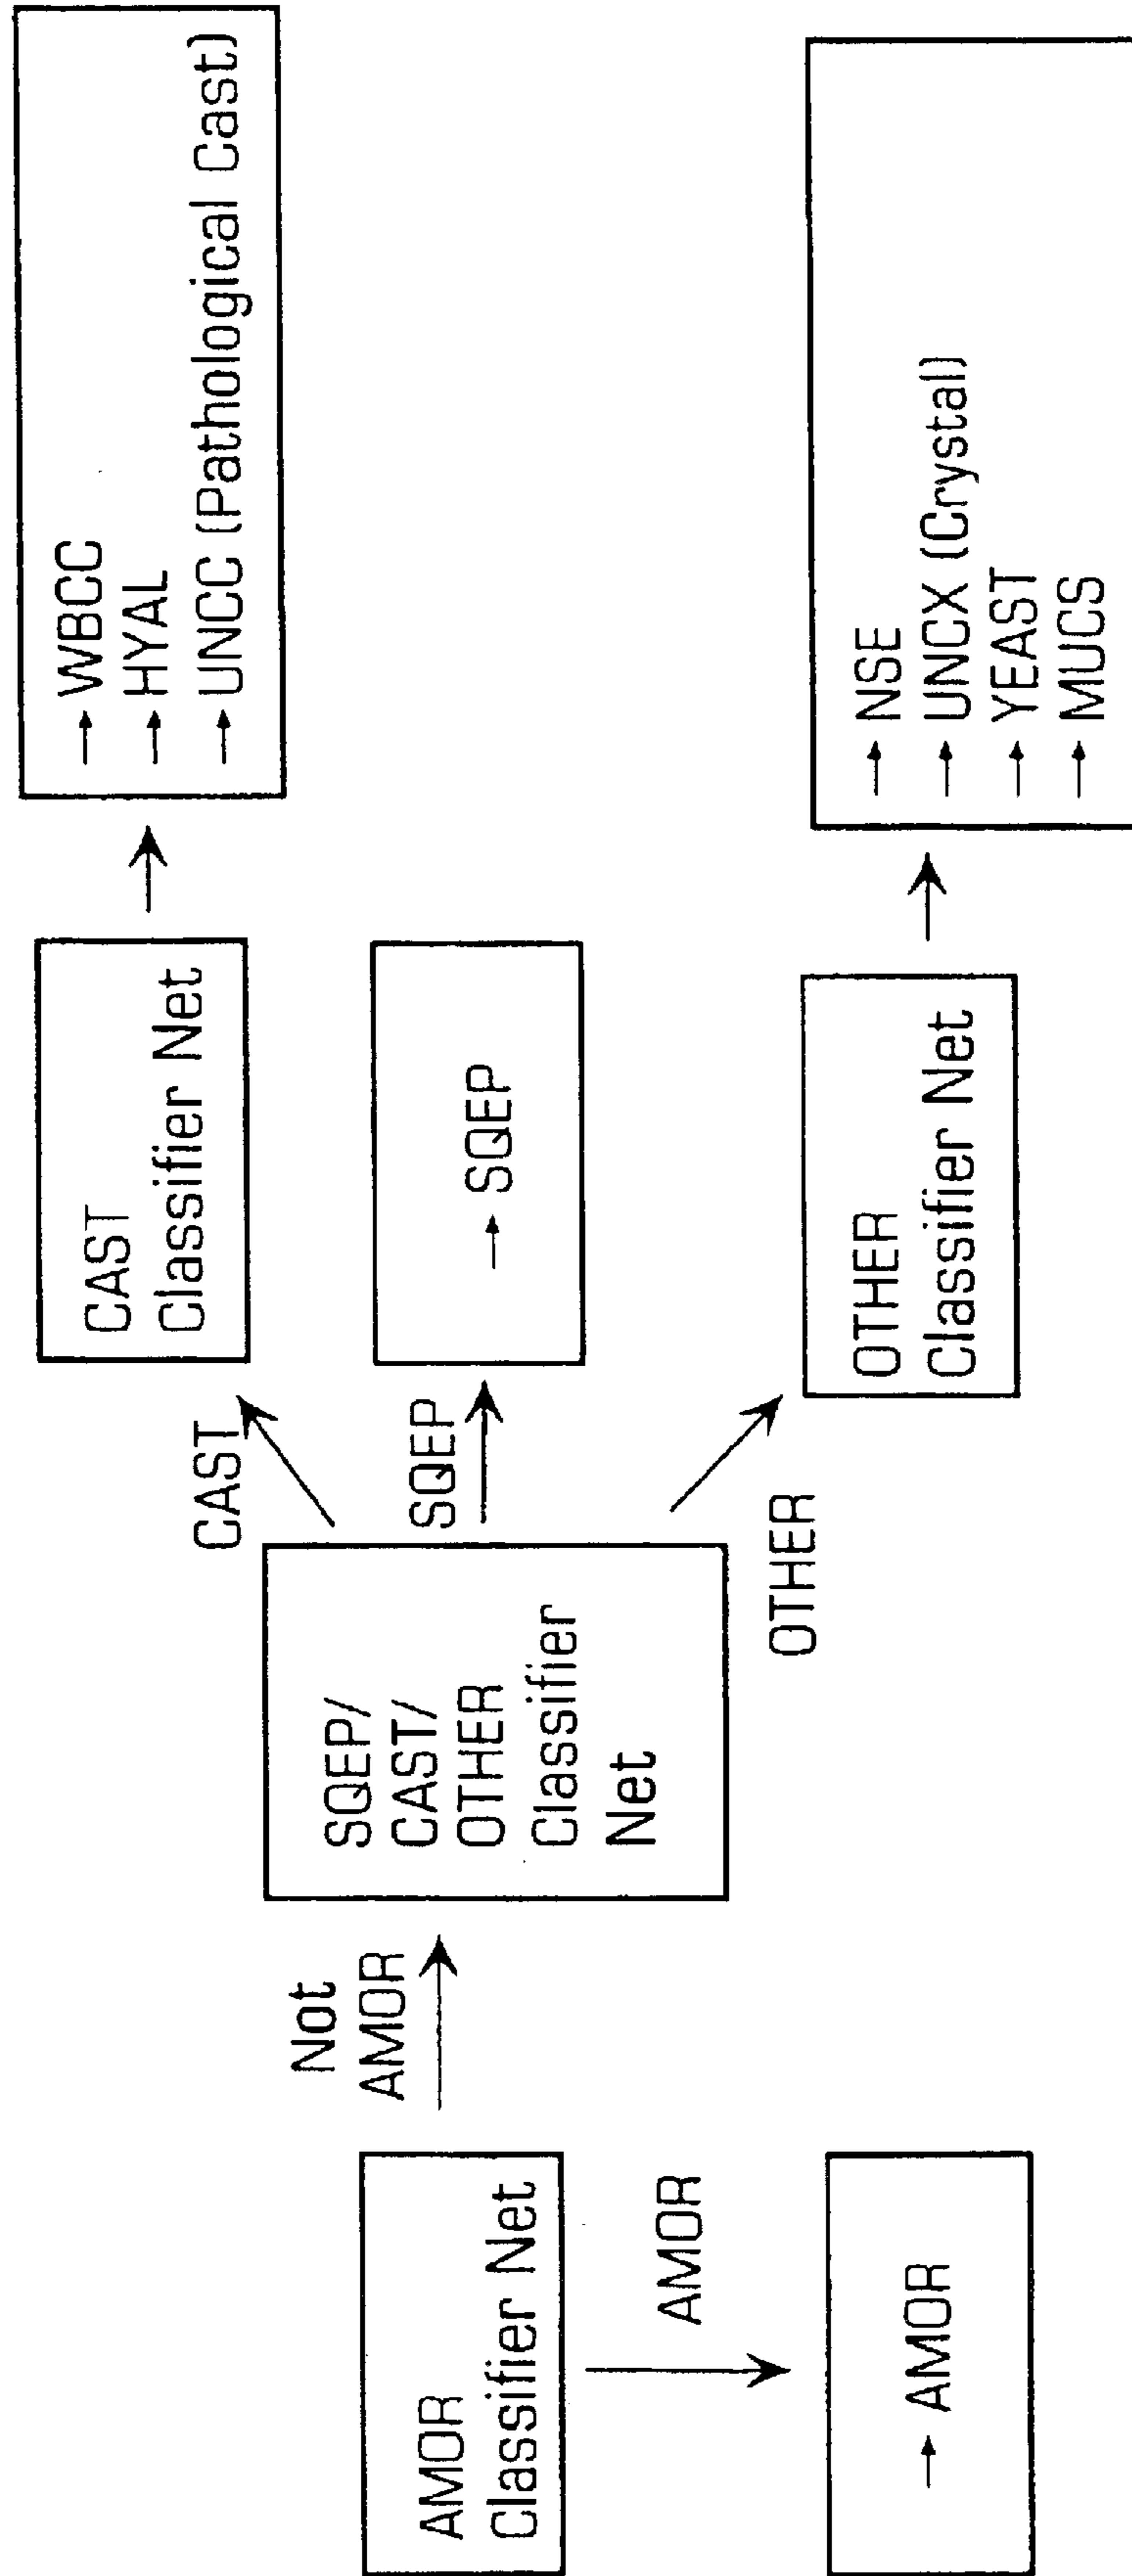 AMOR
Classifier Net
AMOR
→ AMOR
Not
AMOR
SQEP/
CAST/
OTHER
Classifier
Net
CAST
SQEP
OTHER
CAST
Classifier Net
→ SQEP
OTHER
Classifier Net
→ WBCC
→ HYAL
→ UNCC (Pathological Cast)
→ NSE
→ UNCX (Crystal)
→ YEAST
→ MUCS